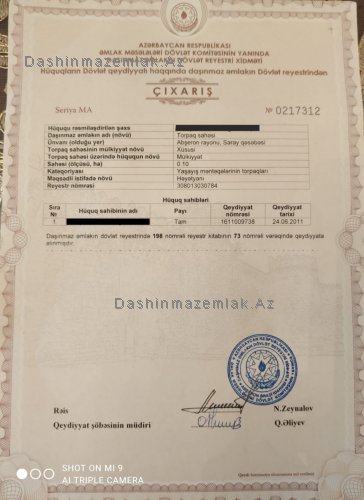 AZƏRBAYCAN RESPUBLİKASI
ƏMLAK MƏSƏLƏLƏRİ DÖVLƏT KOMİTƏSİNİN YANINDA
DAŞINMAZ ƏMLAKIN DÖVLƏT REYESTRİ XİDMƏTİ
Dashinmazemlak.Az
Hüquqların Dövlət qeydiyyatı haqqında daşınmaz əmlakın Dövlət reyestrindən
ÇIXARIŞ
Seriya MA
№ 0217312
Hüququ rəsmiləşdirilən şəxs
Daşınmaz əmlakın adı (növü) Torpaq sahəsi
Ünvanı (olduğu yer) Abşeron rayonu, Saray qəsəbəsi
Torpaq sahəsinin mülkiyyət növü Xüsusi
Torpaq sahəsi üzərində hüququn növü Mülkiyyət
Sahəsi (ölçüsü, ha) 0.10
Kateqoriyası Yaşayış məntəqələrinin torpaqları
Məqsədli istifadə növü Həyətyanı
Reyestr nömrəsi 308013030784
Hüquq sahibləri
Sıra № Hüquq sahibinin adı Payı Qeydiyyat nömrəsi Qeydiyyat tarixi
1. Tam 1611009738 24.06.2011
Daşınmaz əmlakın dövlət reyestrində 198 nömrəli reyestr kitabının 73 nömrəli vərəqində qeydiyyata
alınmışdır.
Dashinmazemlak.Az
Rəis
N.Zeynalov
Qeydiyyat şöbəsinin müdiri
Q.Əliyev
Dashinmazemlak.Az
SHOT ON MI 9
AI TRIPLE CAMERA